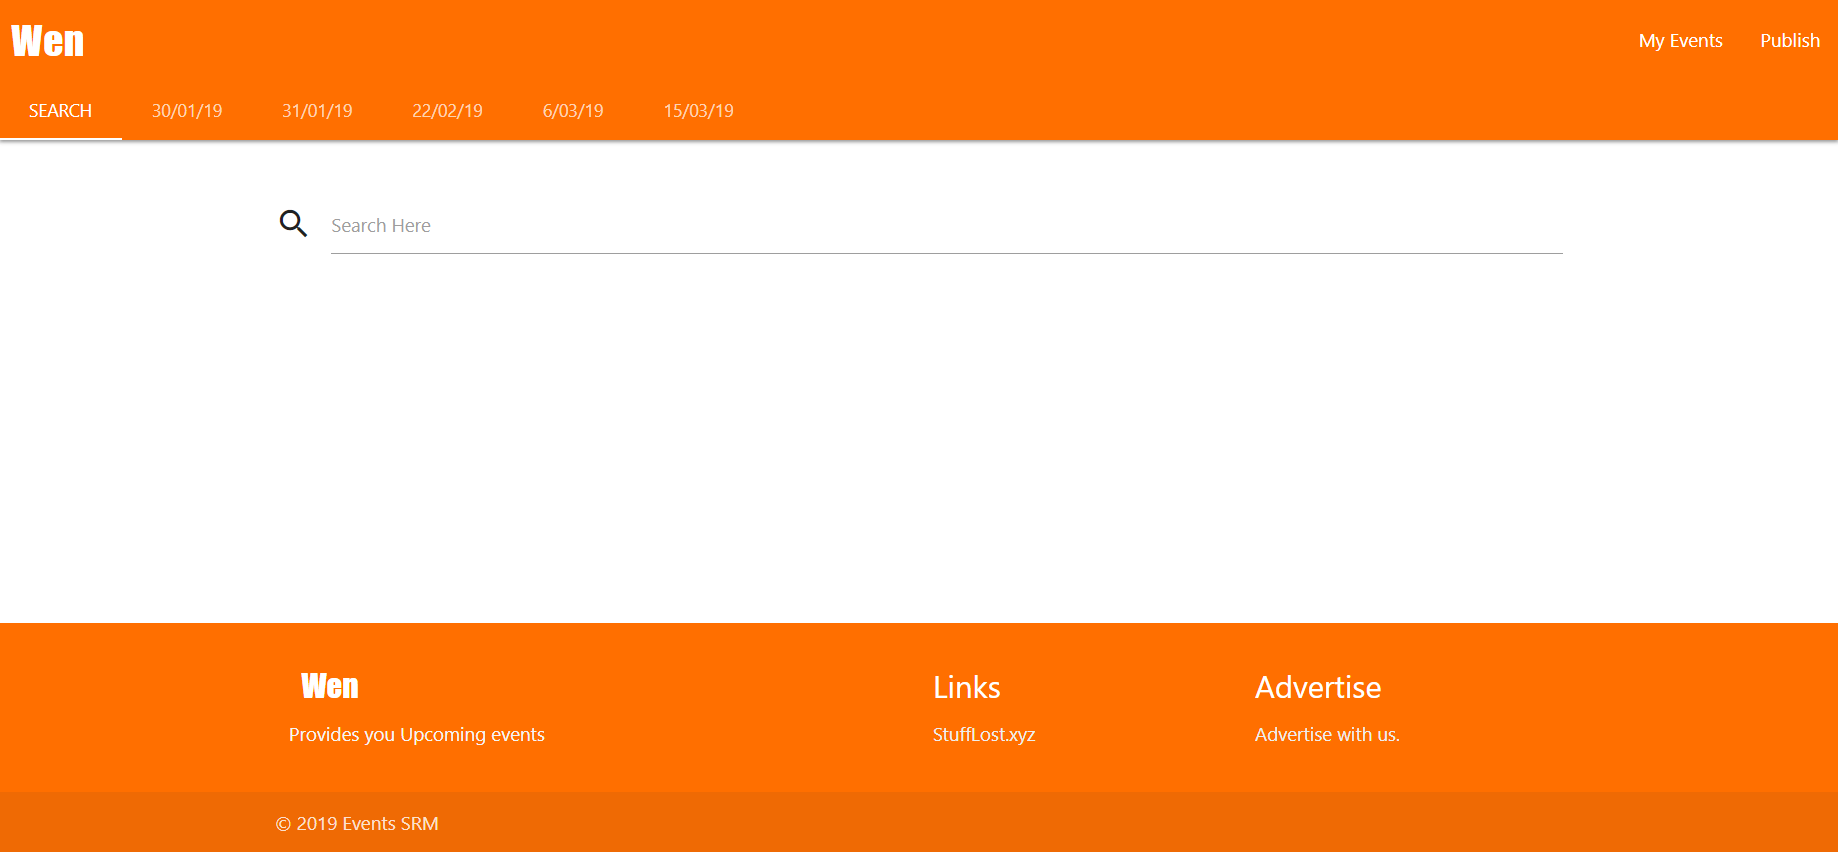 Wen
My Events Publish
SEARCH 30/01/19 31/01/19 22/02/19 6/03/19 15/03/19
Search Here
Wen Links Advertise
Provides you Upcoming events StuffLost.xyz Advertise with us.
© 2019 Events SRM